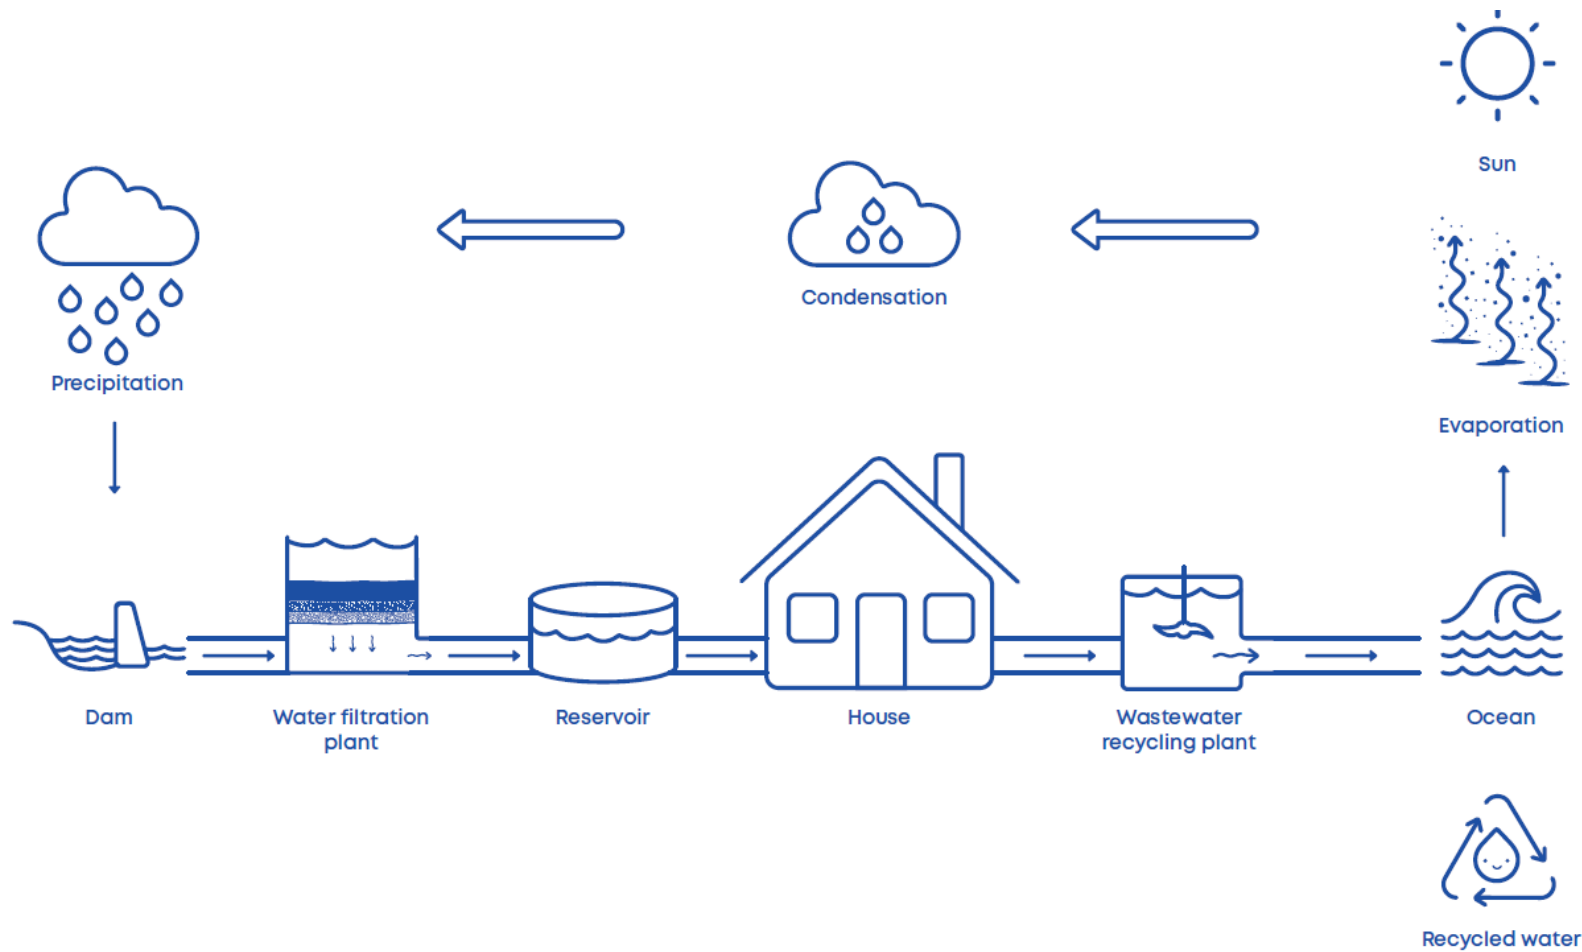 Sun
Condensation
Precipitation
Evaporation
Dam
Water filtration
plant
Reservoir
House
Wastewater
recycling plant
Ocean
Recycled water